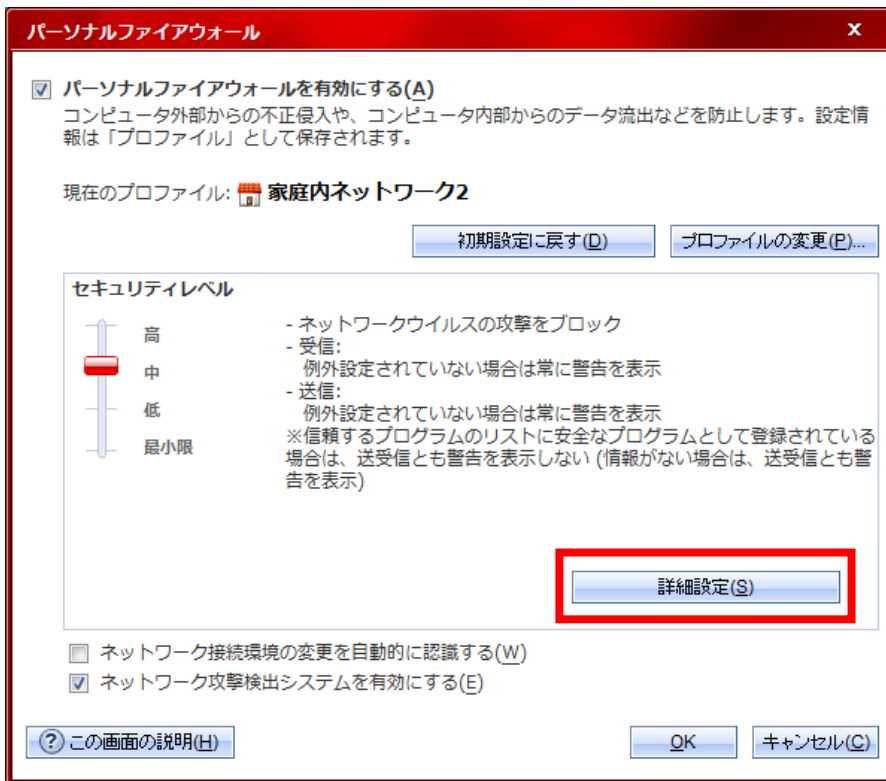 パーソナルファイアウォール x
パーソナルファイアウォールを有効にする(A)
コンピュータ外部からの不正侵入や、コンピュータ内部からのデータ流出などを防止します。設定情
報は「プロファイル」として保存されます。
現在のプロファイル: 家庭内ネットワーク2
初期設定に戻す(D) プロファイルの変更(P)...
セキュリティレベル
高
中
低
最小限
- ネットワークウイルスの攻撃をブロック
- 受信:
例外設定されていない場合は常に警告を表示
- 送信:
例外設定されていない場合は常に警告を表示
※信頼するプログラムのリストに安全なプログラムとして登録されている
場合は、送受信とも警告を表示しない (情報がない場合は、送受信とも警
告を表示)
詳細設定(S)
ネットワーク接続環境の変更を自動的に認識する(W)
ネットワーク攻撃検出システムを有効にする(E)
? この画面の説明(H) OK キャンセル(C)